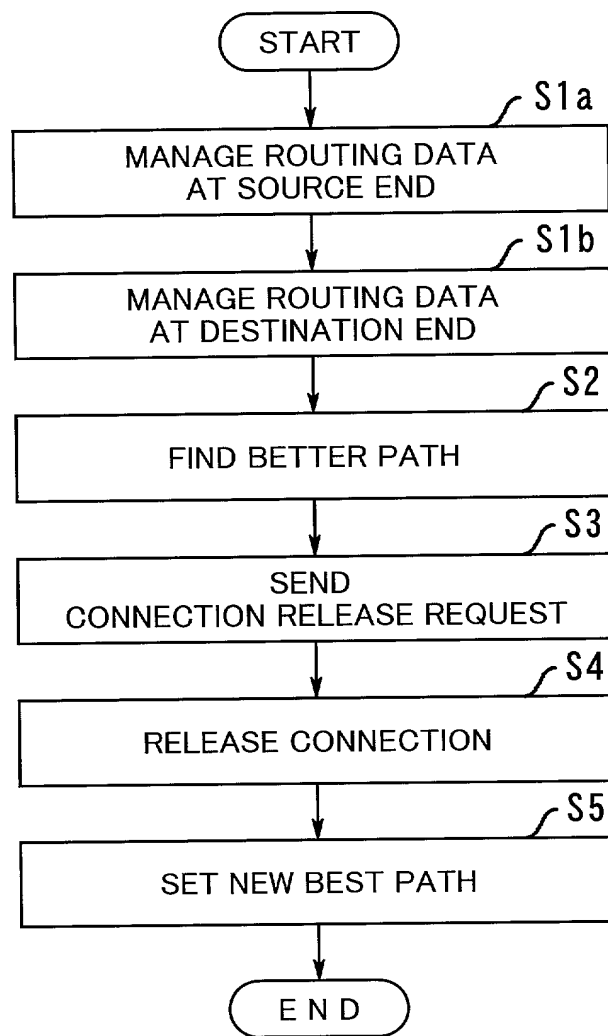 START
S1a
MANAGE ROUTING DATA
AT SOURCE END
S1b
MANAGE ROUTING DATA
AT DESTINATION END
S2
FIND BETTER PATH
S3
SEND
CONNECTION RELEASE REQUEST
S4
RELEASE CONNECTION
S5
SET NEW BEST PATH
END